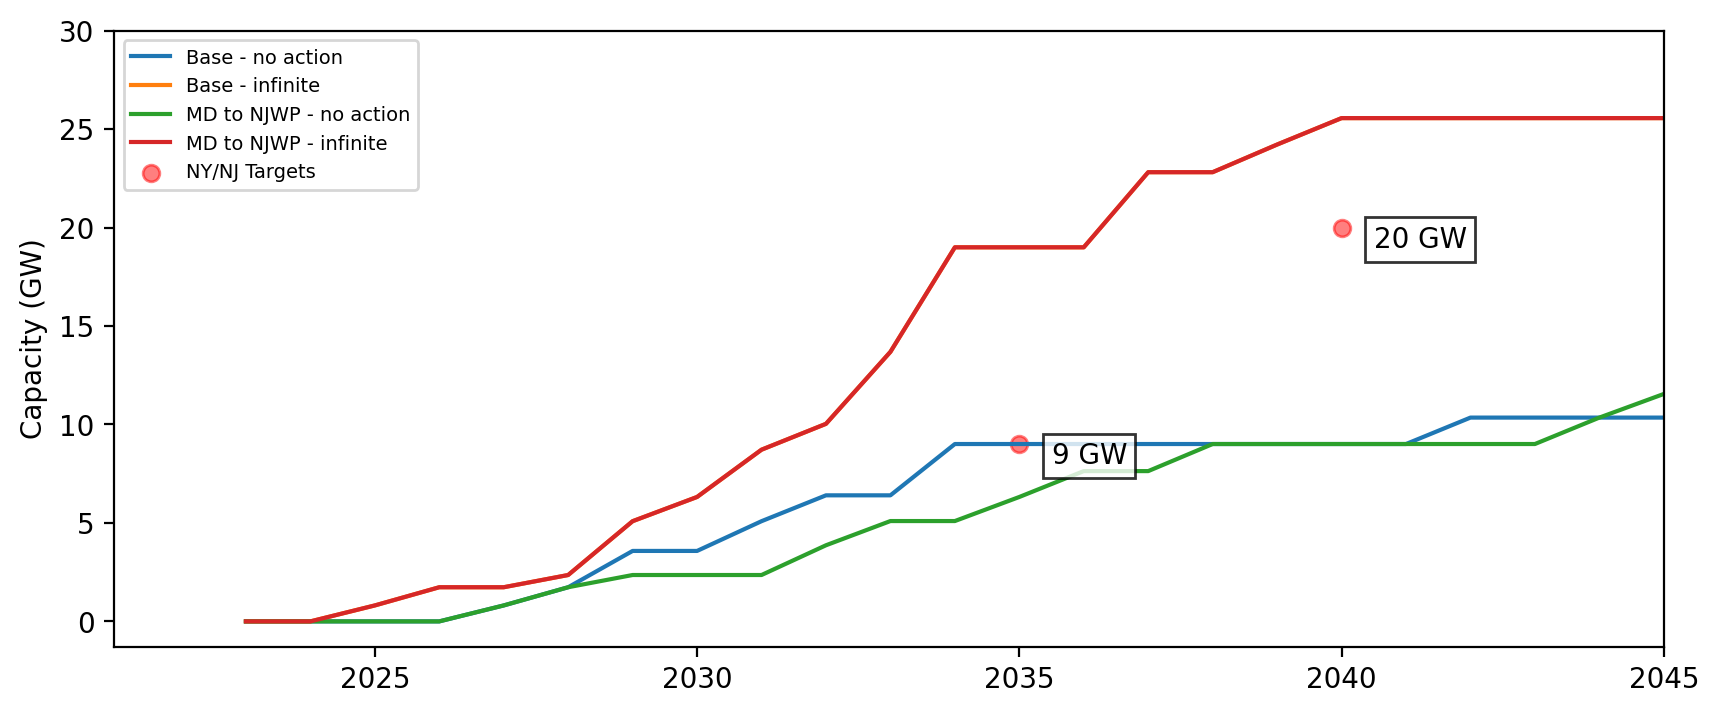 30
25
20
15
10
5
0
Capacity (GW)
Base - no action
Base - infinite
MD to NJWP - no action
MD to NJWP - infinite
NY/NJ Targets
20 GW
9 GW
2025 2030 2035 2040 2045